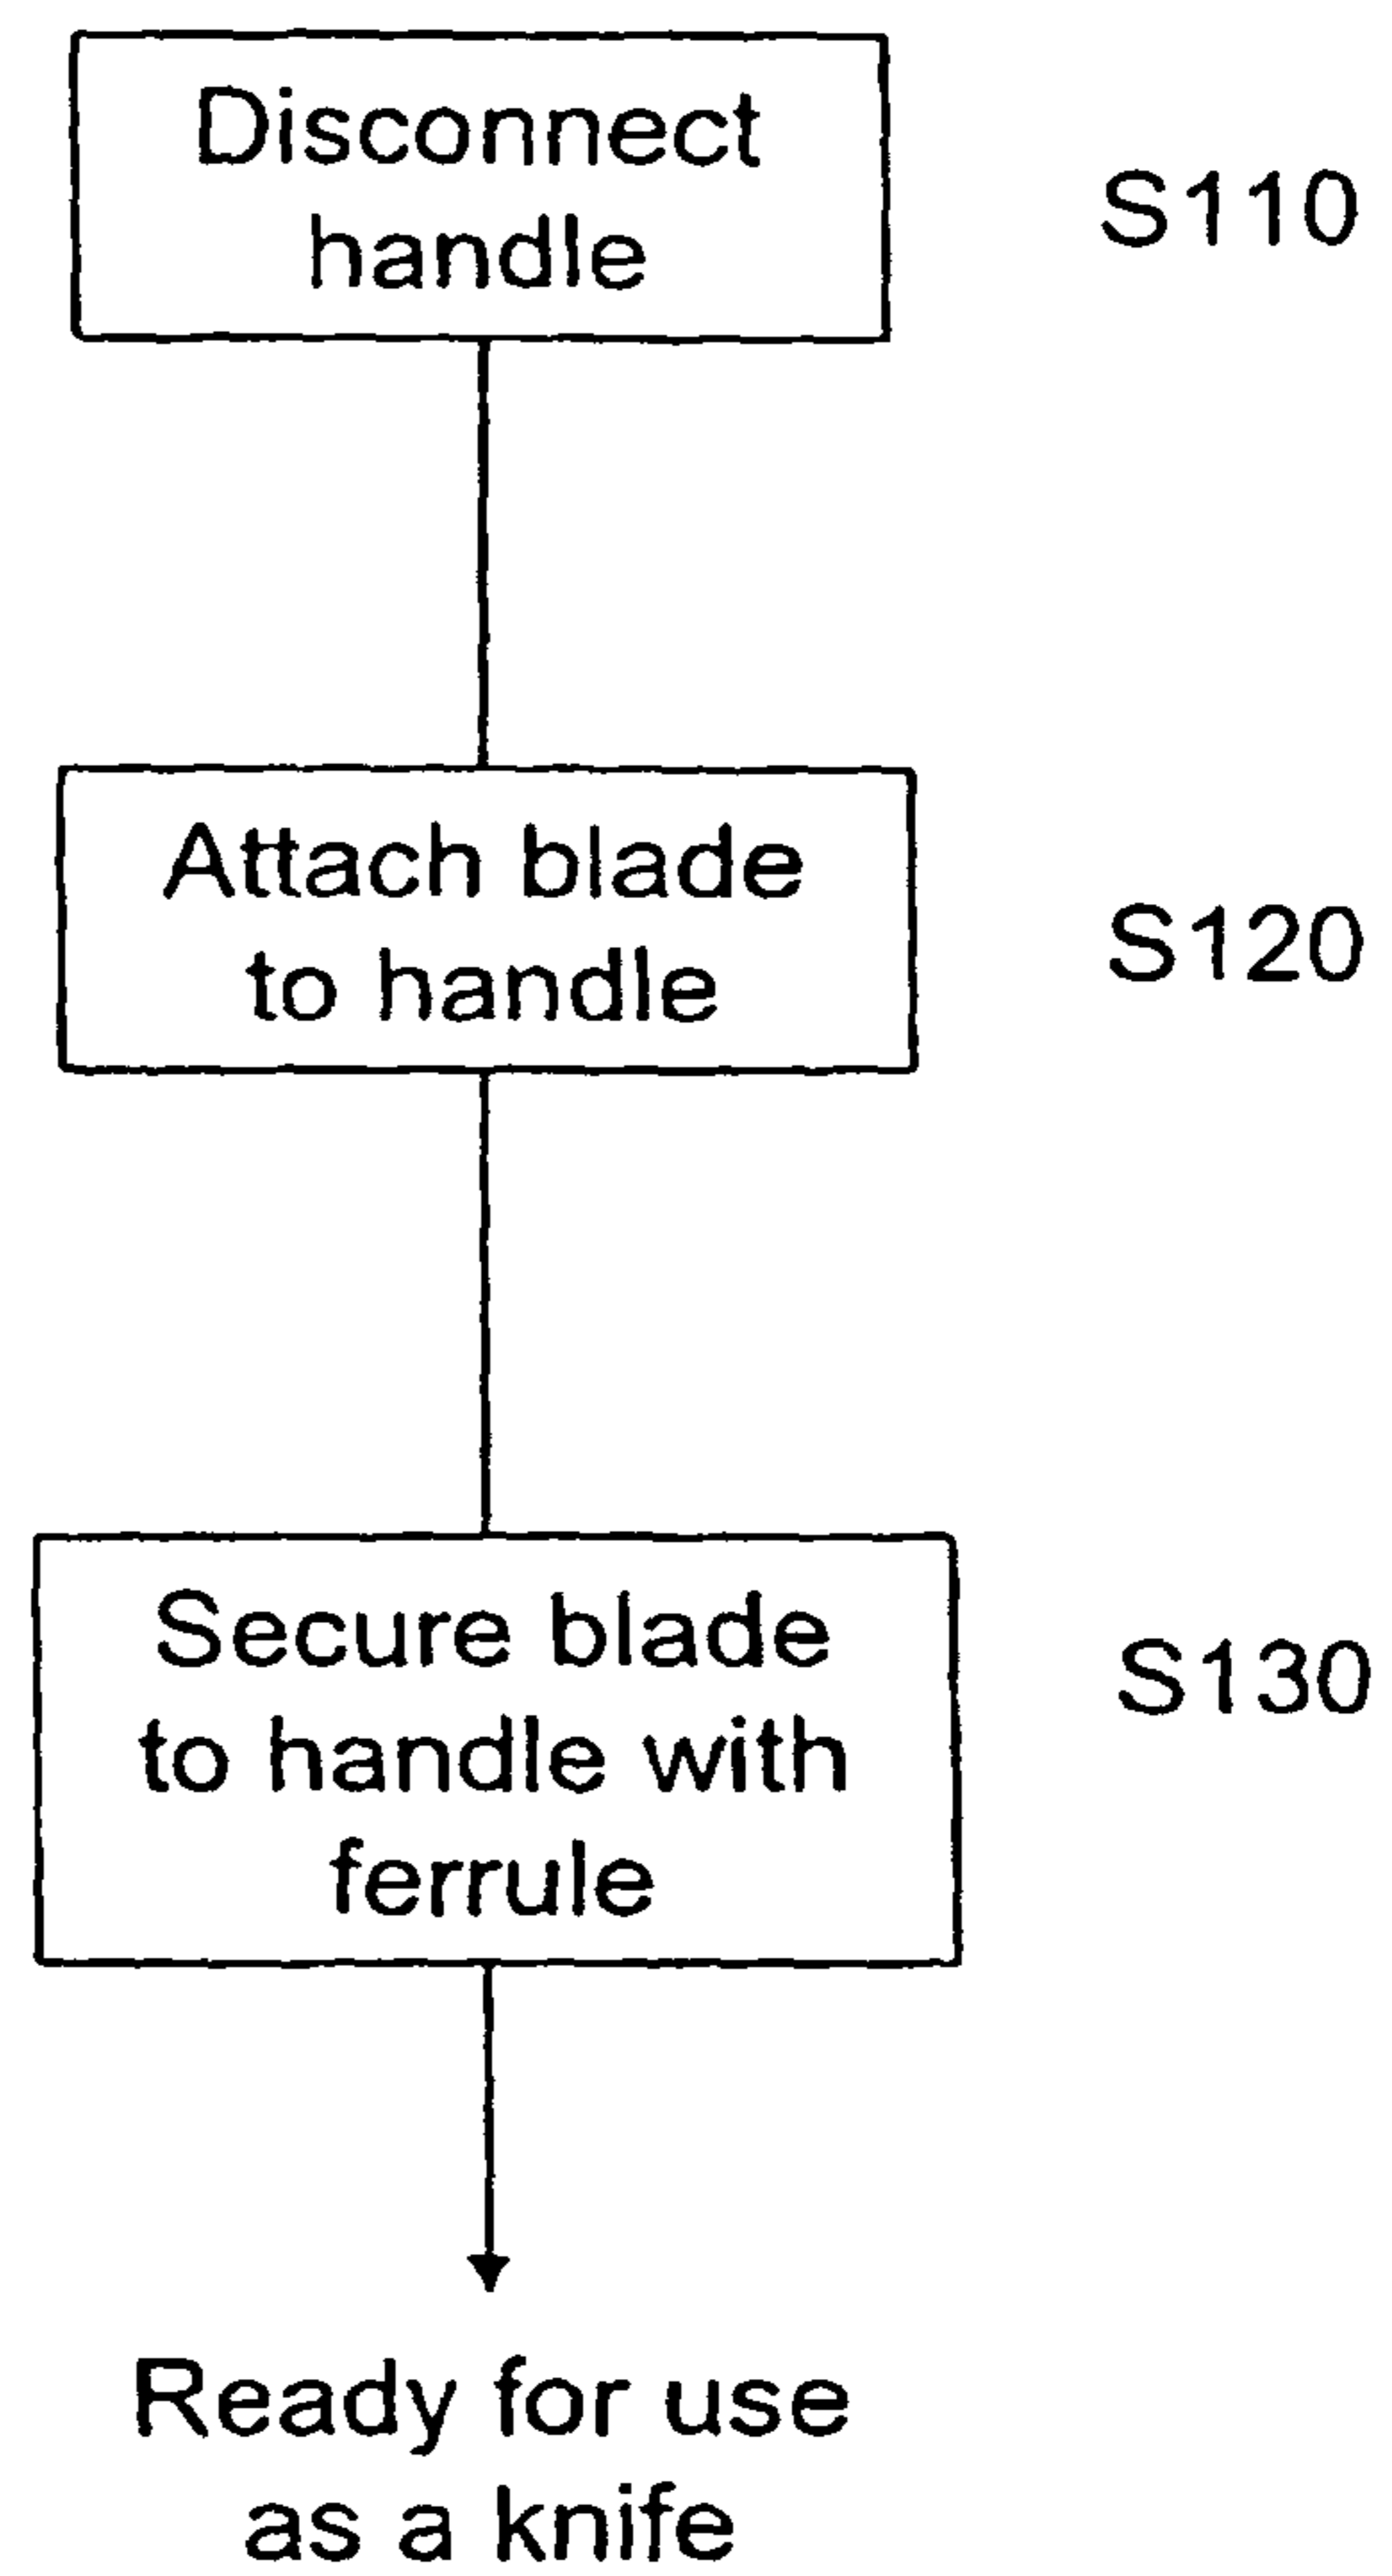 Disconnect
handle
S110
Attach blade
to handle
S120
Secure blade
to handle with
ferrule
S130
Ready for use
as a knife